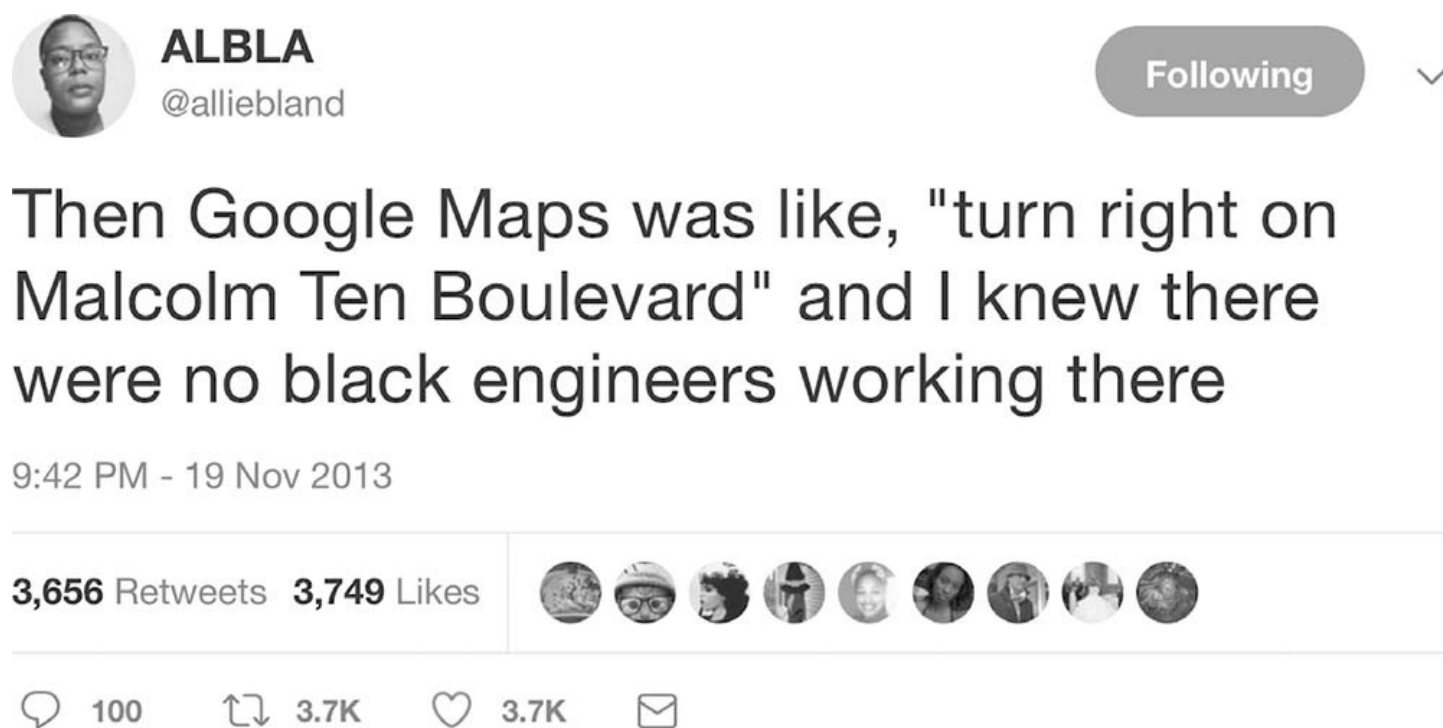 ALBLA
@alliebland
Following
Then Google Maps was like, "turn right on
Malcolm Ten Boulevard" and I knew there
were no black engineers working there
9:42 PM - 19 Nov 2013
3,656 Retweets 3,749 Likes
100 3.7K 3.7K